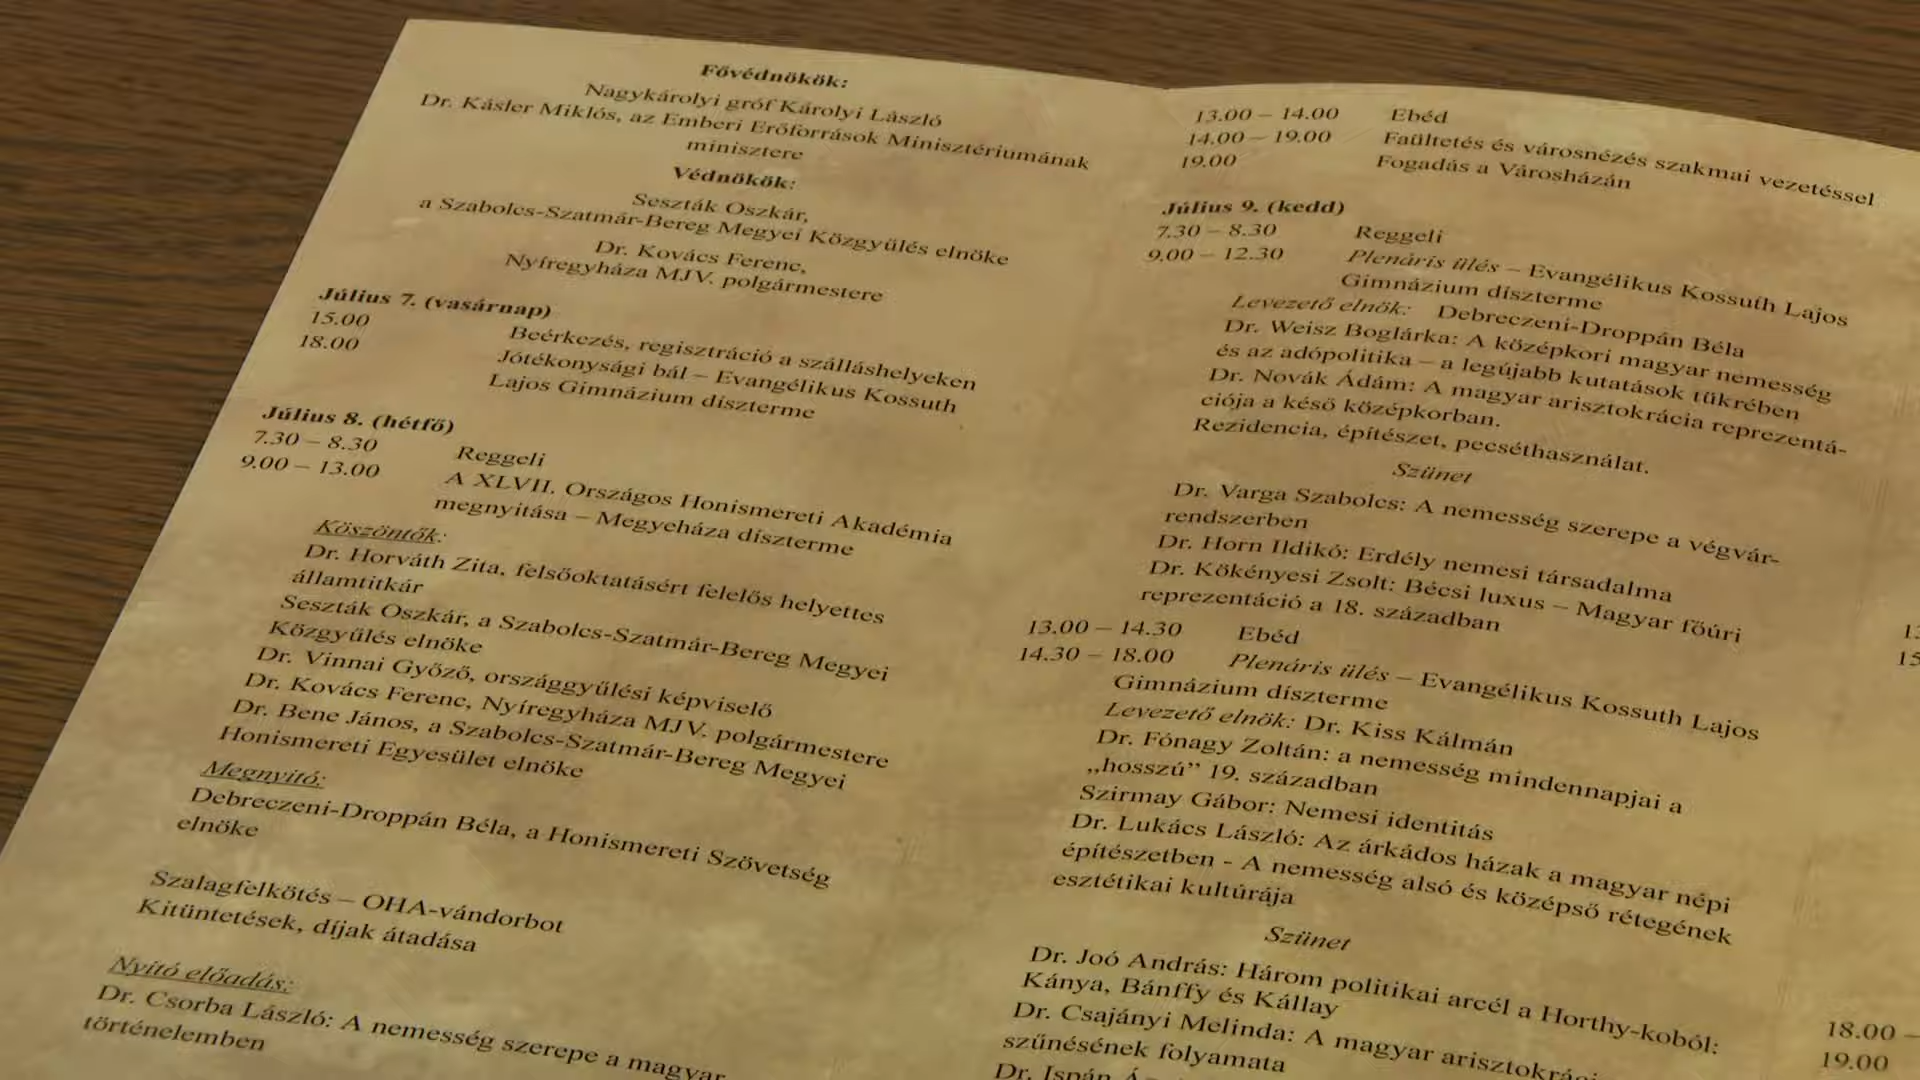 Fővédnökök:
Nagykárolyi gróf Károlyi László
Dr. Kásler Miklós, az Emberi Erőforrások Minisztériumának
minisztere
Védnökök:
Seszták Oszkár,
a Szabolcs-Szatmár-Bereg Megyei Közgyűlés elnöke
Dr. Kovács Ferenc,
Nyíregyháza MJV. polgármestere
Július 7. (vasárnap)
15.00 Beérkezés, regisztráció a szálláshelyeken
18.00 Jótékonysági bál – Evangélikus Kossuth
Lajos Gimnázium díszterme
Július 8. (hétfő)
7.30 – 8.30 Reggeli
9.00 – 13.00 A XLVII. Országos Honismereti Akadémia
megnyitása – Megyeháza díszterme
Köszöntők:
Dr. Horváth Zita, felsőoktatásért felelős helyettes
államtitkár
Seszták Oszkár, a Szabolcs-Szatmár-Bereg Megyei
Közgyűlés elnöke
Dr. Vinnai Győző, országgyűlési képviselő
Dr. Kovács Ferenc, Nyíregyháza MJV. polgármestere
Dr. Bene János, a Szabolcs-Szatmár-Bereg Megyei
Honismereti Egyesület elnöke
Megnyitó:
Debreczeni-Droppán Béla, a Honismereti Szövetség
elnöke
Szalagfelkötés – OHA-vándorbot
Kitüntetések, díjak átadása
Nyitó előadás:
Dr. Csorba László: A nemesség szerepe a magyar
történelemben
13.00 – 14.00 Ebéd
14.00 – 19.00 Faültetés és városnézés szakmai vezetéssel
19.00 Fogadás a Városházán
Július 9. (kedd)
7.30 – 8.30 Reggeli
9.00 – 12.30 Plenáris ülés – Evangélikus Kossuth Lajos
Gimnázium díszterme
Levezető elnök: Debreczeni-Droppán Béla
Dr. Weisz Boglárka: A középkori magyar nemesség
és az adópolitika – a legújabb kutatások tükrében
Dr. Novák Ádám: A magyar arisztokrácia reprezentá-
ciója a késő középkorban.
Rezidencia, építészet, pecséthasználat.
Szünet
Dr. Varga Szabolcs: A nemesség szerepe a végvár-
rendszerben
Dr. Horn Ildikó: Erdély nemesi társadalma
Dr. Kökényesi Zsolt: Bécsi luxus – Magyar főúri
reprezentáció a 18. században
13.00 – 14.30 Ebéd
14.30 – 18.00 Plenáris ülés – Evangélikus Kossuth Lajos
Gimnázium díszterme
Levezető elnök: Dr. Kiss Kálmán
Dr. Fónagy Zoltán: a nemesség mindennapjai a
„hosszú” 19. században
Szirmay Gábor: Nemesi identitás
Dr. Lukács László: Az árkádos házak a magyar népi
építészetben - A nemesség alsó és középső rétegének
esztétikai kultúrája
Szünet
Dr. Joó András: Három politikai arcél a Horthy-koból:
Kánya, Bánffy és Kállay
Dr. Csajányi Melinda: A magyar
szűnésének folyamata
Dr. Ispán
18.00 –
19.00